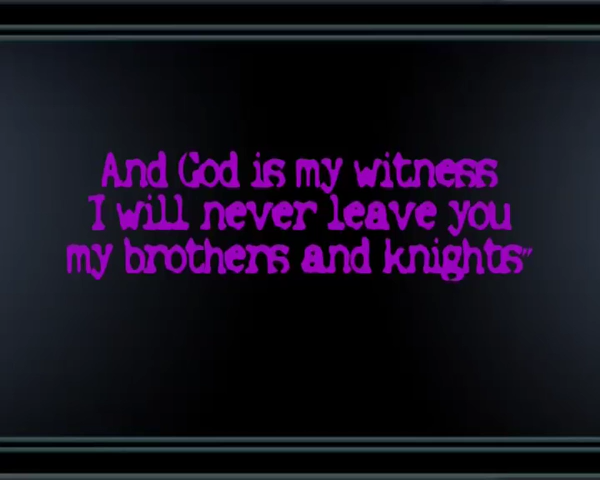 And God is my witness
I will never leave you
my brothers and knights"